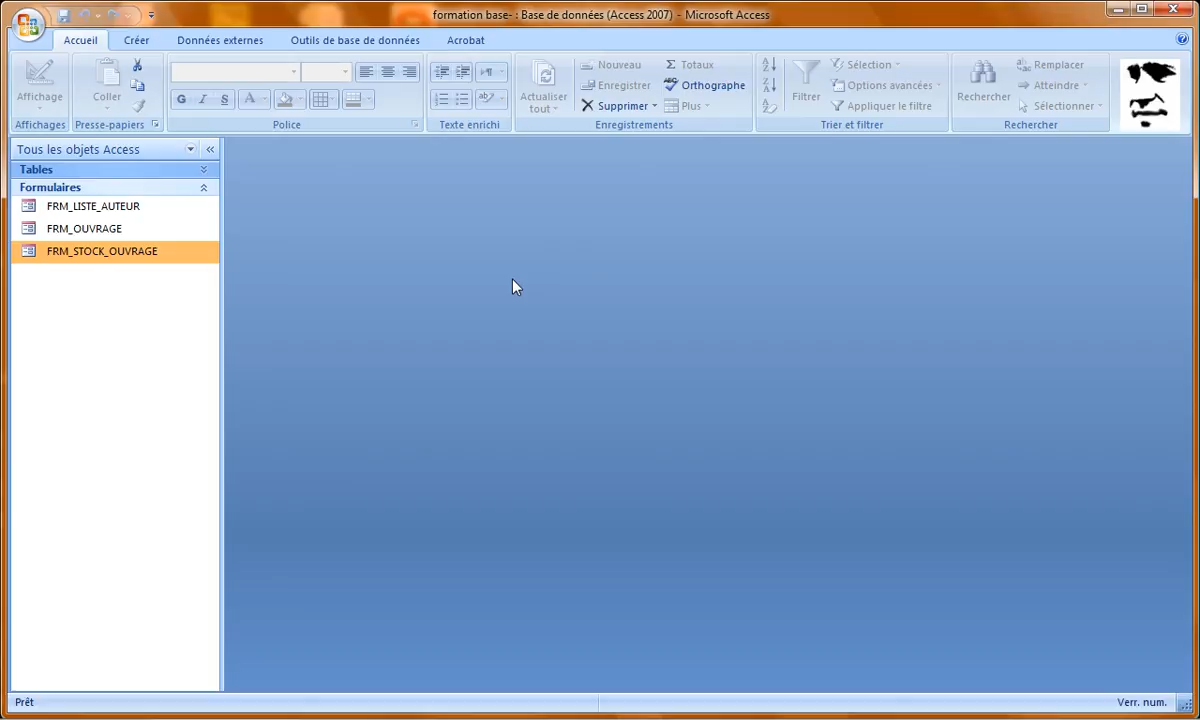 formation base- : Base de données (Access 2007) - Microsoft Access
Accueil Créer Données externes Outils de base de données Acrobat
Affichage
Affichages
Coller
Presse-papiers
G I S A
Police
Texte enrichi
Actualiser tout
Nouveau
Enregistrer
Supprimer
Σ Totaux
Orthographe
Plus
Enregistrements
Filtrer
Sélection
Options avancées
Appliquer le filtre
Trier et filtrer
Rechercher
Remplacer
Atteindre
Sélectionner
Rechercher
Tous les objets Access
Tables
Formulaires
FRM_LISTE_AUTEUR
FRM_OUVRAGE
FRM_STOCK_OUVRAGE
Prêt
Verr. num.